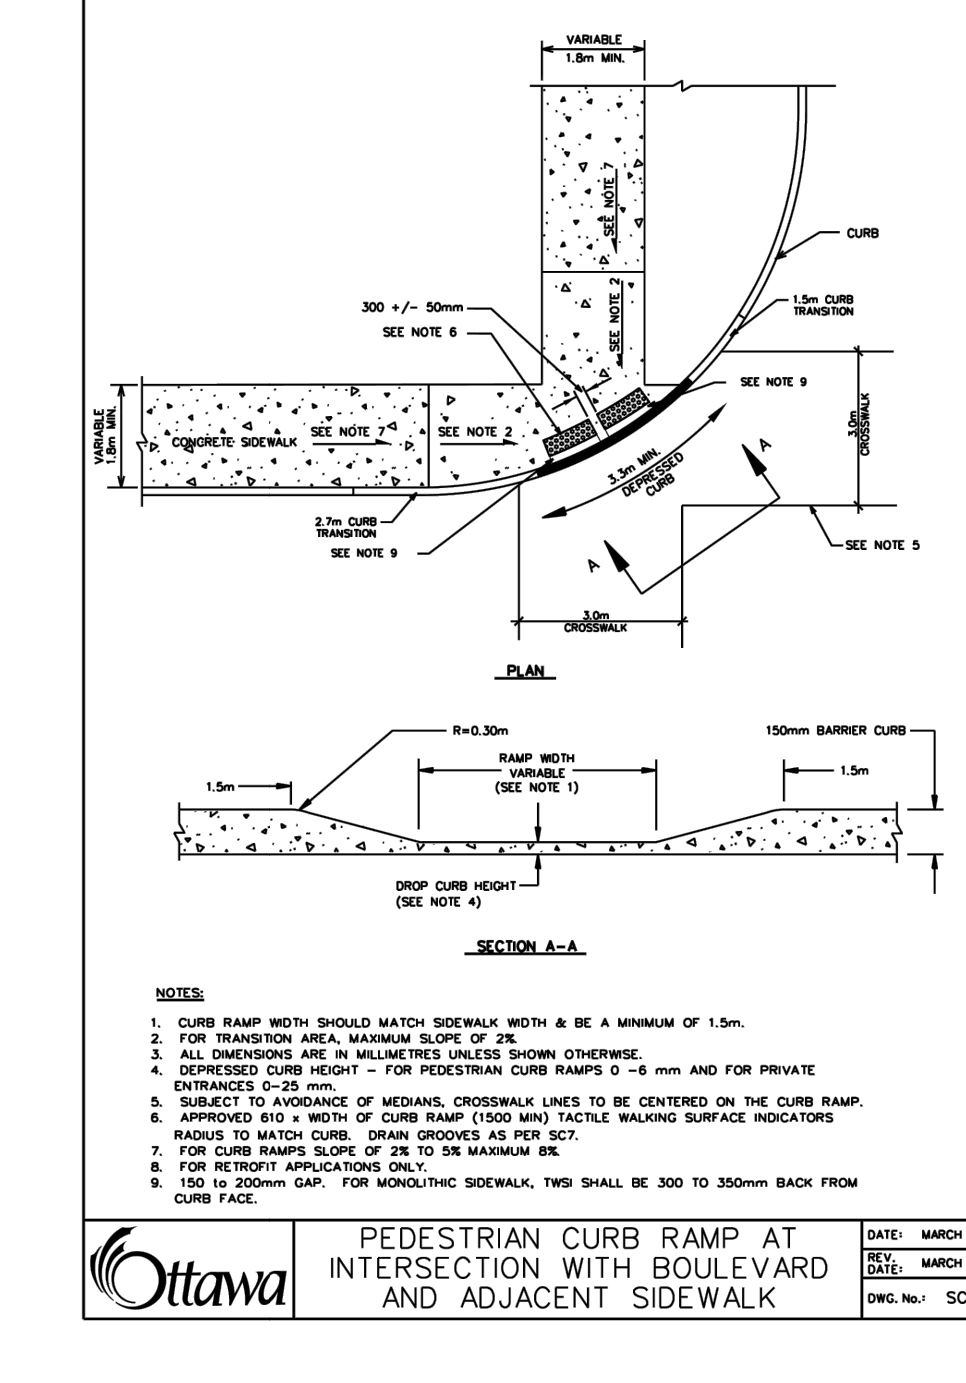 VARIABLE
1.8m MIN.
SEE NOTE 7
CURB
SEE NOTE 2
1.5m CURB
TRANSITION
300 +/- 50mm
SEE NOTE 6
SEE NOTE 9
VARIABLE
1.8m MIN.
CONCRETE SIDEWALK
SEE NOTE 7
SEE NOTE 2
3.0m
CROSSWALK
3.3m MIN.
DEPRESSED
CURB
A
2.7m CURB
TRANSITION
SEE NOTE 9
SEE NOTE 5
A
3.0m
CROSSWALK
PLAN
R=0.30m
150mm BARRIER CURB
RAMP WIDTH
VARIABLE
(SEE NOTE 1)
1.5m
1.5m
DROP CURB HEIGHT
(SEE NOTE 4)
SECTION A-A
NOTES:
1. CURB RAMP WIDTH SHOULD MATCH SIDEWALK WIDTH & BE A MINIMUM OF 1.5m.
2. FOR TRANSITION AREA, MAXIMUM SLOPE OF 2%.
3. ALL DIMENSIONS ARE IN MILLIMETRES UNLESS SHOWN OTHERWISE.
4. DEPRESSED CURB HEIGHT - FOR PEDESTRIAN CURB RAMPS 0 -6 mm AND FOR PRIVATE
ENTRANCES 0-25 mm.
5. SUBJECT TO AVOIDANCE OF MEDIANS, CROSSWALK LINES TO BE CENTERED ON THE CURB RAMP.
6. APPROVED 610 x WIDTH OF CURB RAMP (1500 MIN) TACTILE WALKING SURFACE INDICATORS
RADIUS TO MATCH CURB. DRAIN GROOVES AS PER SC7.
7. FOR CURB RAMPS SLOPE OF 2% TO 5% MAXIMUM 8%.
8. FOR RETROFIT APPLICATIONS ONLY.
9. 150 to 200mm GAP. FOR MONOLITHIC SIDEWALK, TWSI SHALL BE 300 TO 350mm BACK FROM
CURB FACE.
Ottawa
PEDESTRIAN CURB RAMP AT
INTERSECTION WITH BOULEVARD
AND ADJACENT SIDEWALK
DATE: MARCH
REV.
DATE: MARCH
DWG. No.: SC